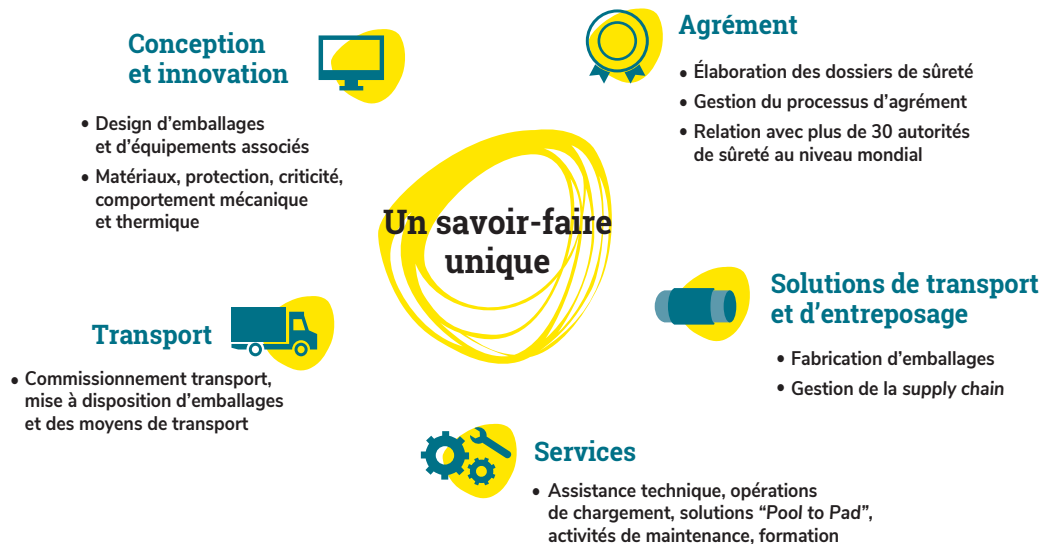 Conception
et innovation
• Design d'emballages
et d'équipements associés
• Matériaux, protection, criticité,
comportement mécanique
et thermique
Agrément
• Élaboration des dossiers de sûreté
• Gestion du processus d'agrément
• Relation avec plus de 30 autorités
de sûreté au niveau mondial
Un savoir-faire
unique
Solutions de transport
et d'entreposage
• Fabrication d'emballages
• Gestion de la supply chain
Transport
• Commissionnement transport,
mise à disposition d'emballages
et des moyens de transport
Services
• Assistance technique, opérations
de chargement, solutions “Pool to Pad”,
activités de maintenance, formation